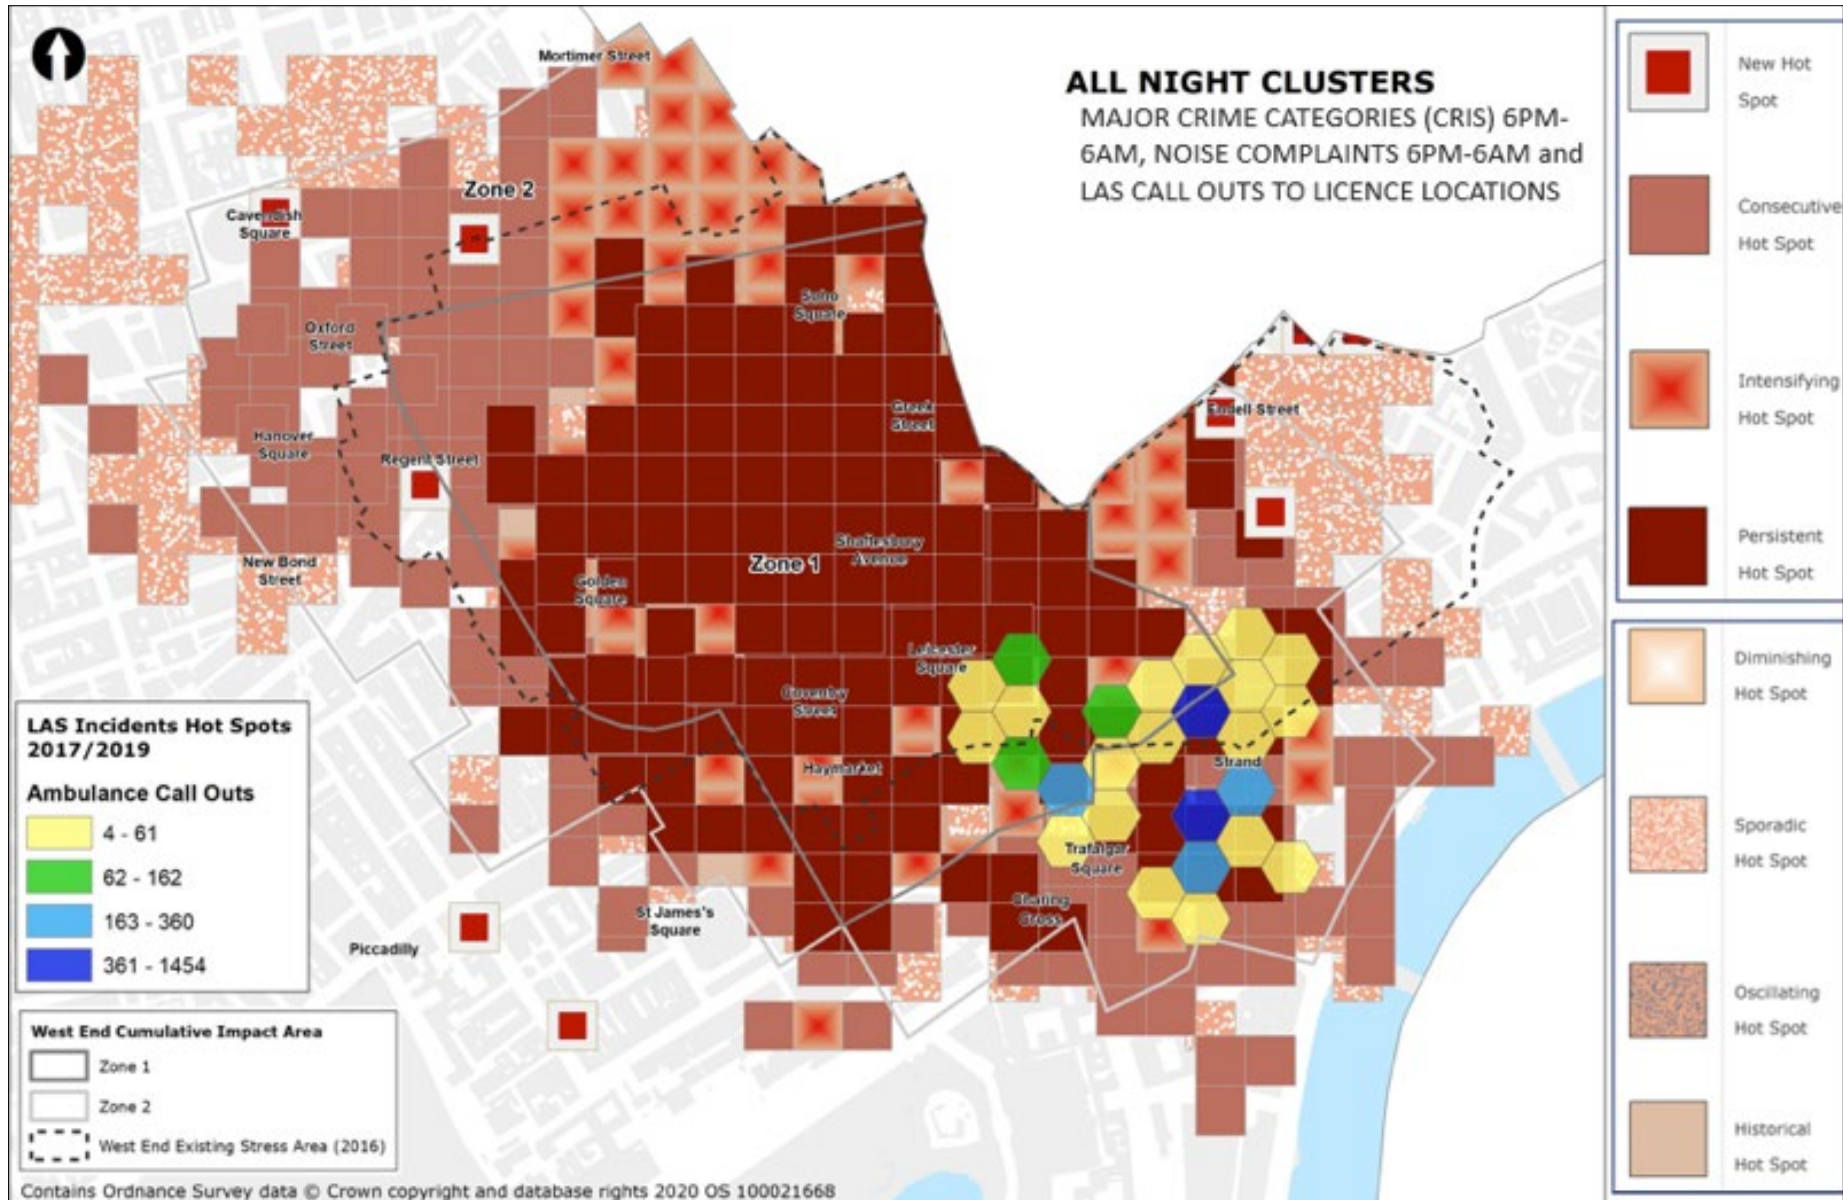 ALL NIGHT CLUSTERS
MAJOR CRIME CATEGORIES (CRIS) 6PM-
6AM, NOISE COMPLAINTS 6PM-6AM and
LAS CALL OUTS TO LICENCE LOCATIONS
Mortimer Street
Zone 2
Cavendish
Square
Soho
Square
Oxford
Street
Greek
Street
Endell Street
Hanover
Square
Regent Street
Shaftesbury
Avenue
Zone 1
New Bond
Street
Golden
Square
Leicester
Square
Coventry
Street
Haymarket
Strand
Trafalgar
Square
Charing
Cross
St James's
Square
Piccadilly
LAS Incidents Hot Spots
2017/2019
Ambulance Call Outs
4 - 61
62 - 162
163 - 360
361 - 1454
West End Cumulative Impact Area
Zone 1
Zone 2
West End Existing Stress Area (2016)
Contains Ordnance Survey data © Crown copyright and database rights 2020 OS 100021668
New Hot
Spot
Consecutive
Hot Spot
Intensifying
Hot Spot
Persistent
Hot Spot
Diminishing
Hot Spot
Sporadic
Hot Spot
Oscillating
Hot Spot
Historical
Hot Spot